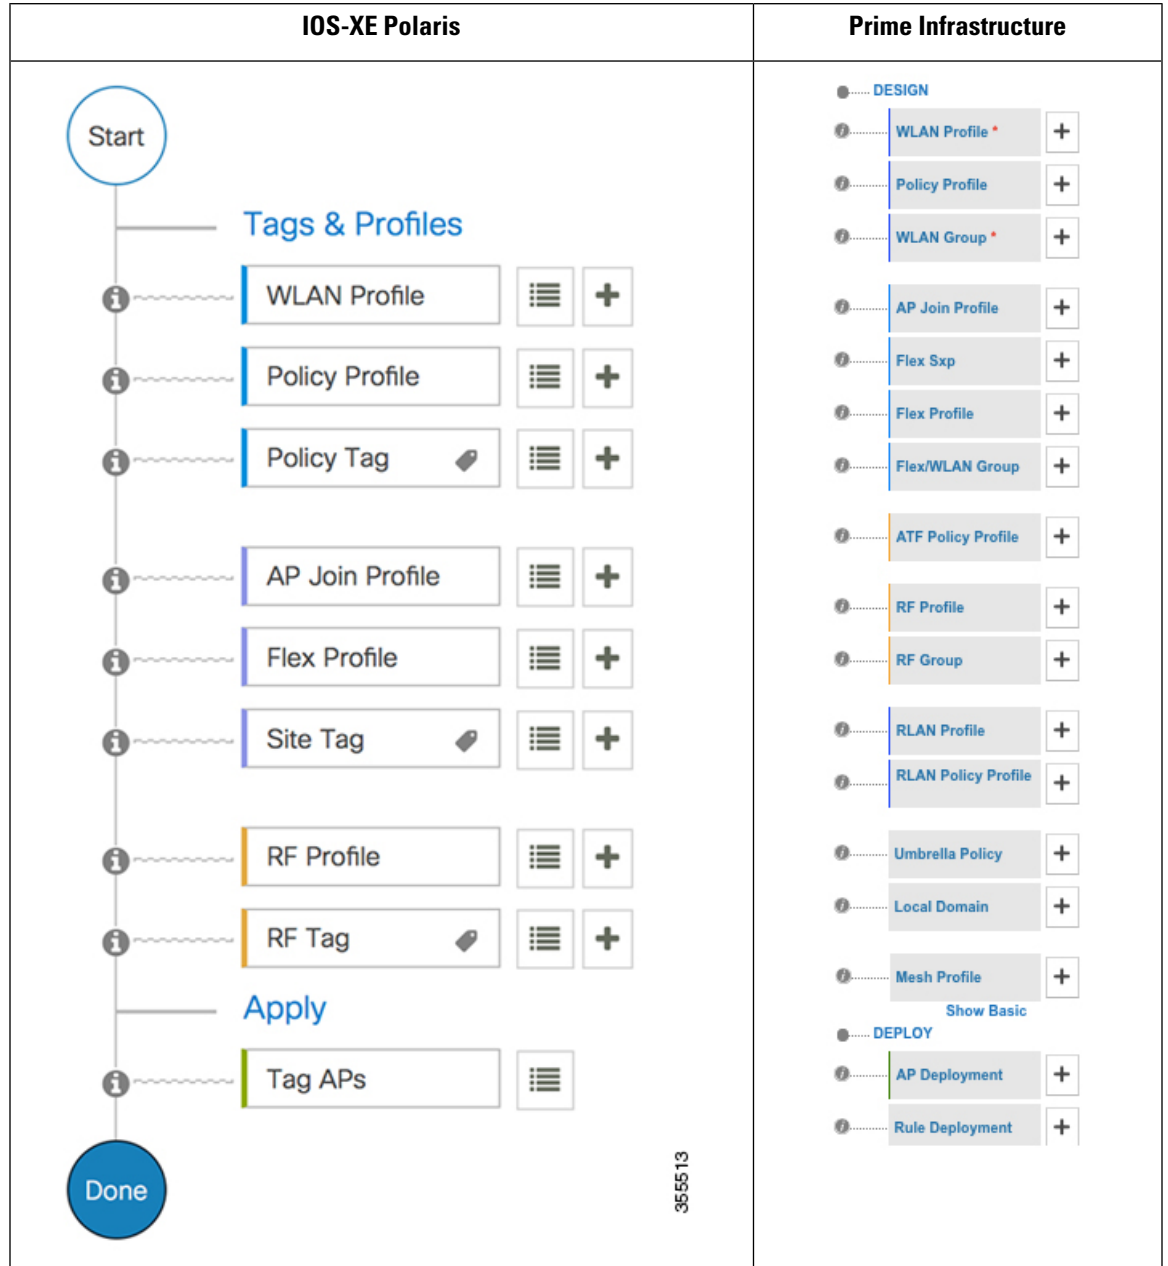 IOS-XE Polaris
Prime Infrastructure
Start
Tags & Profiles
WLAN Profile
Policy Profile
Policy Tag
AP Join Profile
Flex Profile
Site Tag
RF Profile
RF Tag
Apply
Tag APs
Done
355513
DESIGN
WLAN Profile *
Policy Profile
WLAN Group *
AP Join Profile
Flex Sxp
Flex Profile
Flex/WLAN Group
ATF Policy Profile
RF Profile
RF Group
RLAN Profile
RLAN Policy Profile
Umbrella Policy
Local Domain
Mesh Profile
Show Basic
DEPLOY
AP Deployment
Rule Deployment